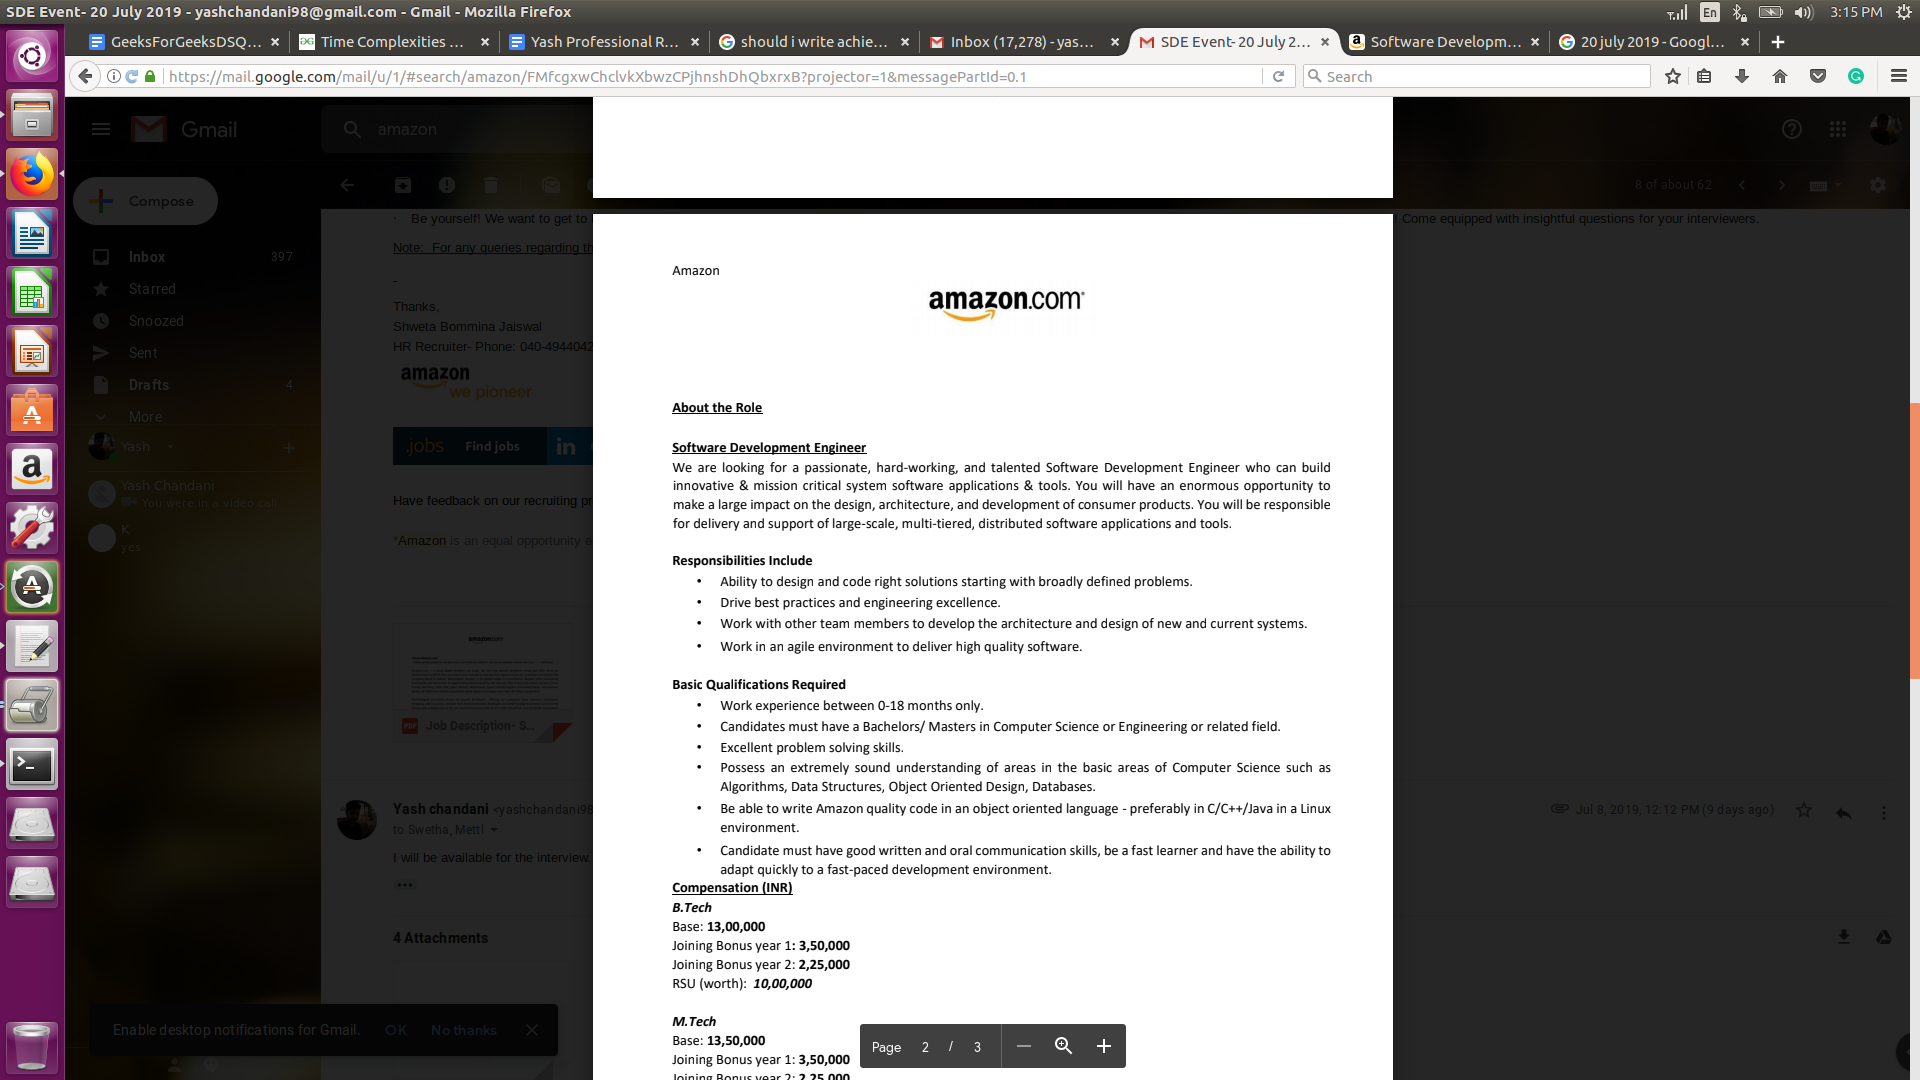 SDE Event- 20 July 2019 - yashchandani98@gmail.com - Gmail - Mozilla Firefox
En
3:15 PM
GeeksForGeeksDSQ...
Time Complexities ...
Yash Professional R...
should i write achie...
Inbox (17,278) - yas...
SDE Event- 20 July 2...
Software Developm...
20 july 2019 - Googl...
https://mail.google.com/mail/u/1/#search/amazon/FMfcgxwChclvkXbwzCPjhnshDhQbxrxB?projector=1&messagePartId=0.1
Search
Gmail
amazon
Compose
8 of about 62
Inbox 397
Starred
Snoozed
Sent
Drafts 4
More
Yash
Yash Chandani
You were in a video call
K
yes
· Be yourself! We want to get to
! Come equipped with insightful questions for your interviewers.
Note: For any queries regarding th
-
Thanks,
Shweta Bommina Jaiswal
HR Recruiter- Phone: 040-4944042
amazon
we pioneer
.jobs Find jobs in
Have feedback on our recruiting pr
*Amazon is an equal opportunity e
amazon.com
PDF Job Description- S...
Yash chandani <yashchandani98
to Swetha, Mettl
Jul 8, 2019, 12:12 PM (9 days ago)
I will be available for the interview.
4 Attachments
Enable desktop notifications for Gmail. OK No thanks
Amazon
amazon.com
About the Role
Software Development Engineer
We are looking for a passionate, hard-working, and talented Software Development Engineer who can build
innovative & mission critical system software applications & tools. You will have an enormous opportunity to
make a large impact on the design, architecture, and development of consumer products. You will be responsible
for delivery and support of large-scale, multi-tiered, distributed software applications and tools.
Responsibilities Include
• Ability to design and code right solutions starting with broadly defined problems.
• Drive best practices and engineering excellence.
• Work with other team members to develop the architecture and design of new and current systems.
• Work in an agile environment to deliver high quality software.
Basic Qualifications Required
• Work experience between 0-18 months only.
• Candidates must have a Bachelors/ Masters in Computer Science or Engineering or related field.
• Excellent problem solving skills.
• Possess an extremely sound understanding of areas in the basic areas of Computer Science such as
Algorithms, Data Structures, Object Oriented Design, Databases.
• Be able to write Amazon quality code in an object oriented language - preferably in C/C++/Java in a Linux
environment.
• Candidate must have good written and oral communication skills, be a fast learner and have the ability to
adapt quickly to a fast-paced development environment.
Compensation (INR)
B.Tech
Base: 13,00,000
Joining Bonus year 1: 3,50,000
Joining Bonus year 2: 2,25,000
RSU (worth): 10,00,000
M.Tech
Base: 13,50,000
Joining Bonus year 1: 3,50,000
Joining Bonus year 2: 2,25,000
Page 2 / 3